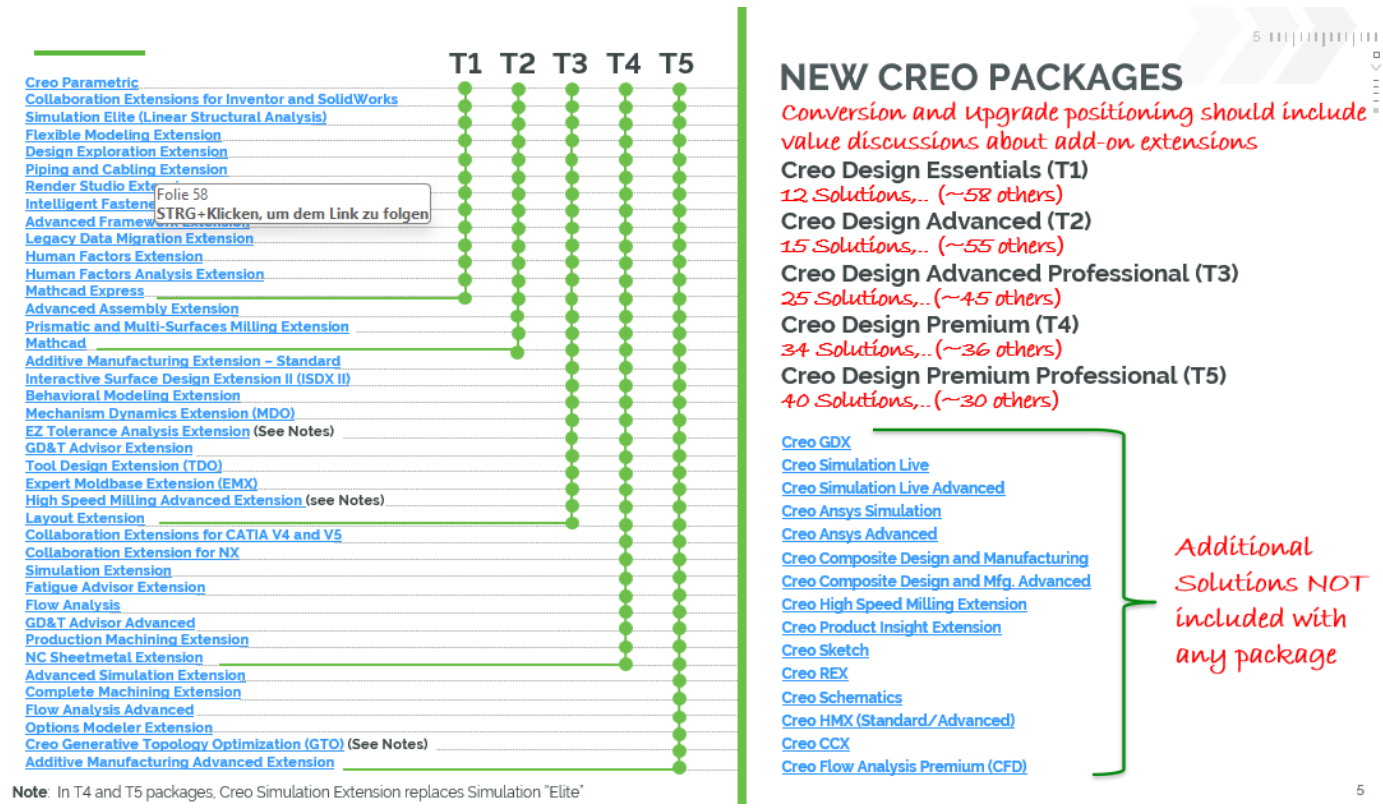 T1 T2 T3 T4 T5
Creo Parametric
Collaboration Extensions for Inventor and SolidWorks
Simulation Elite (Linear Structural Analysis)
Flexible Modeling Extension
Design Exploration Extension
Piping and Cabling Extension
Render Studio
Intelligent
Folie 58
STRG+Klicken, um dem Link zu folgen
Advanced Extension
Legacy Data Migration Extension
Human Factors Extension
Human Factors Analysis Extension
Mathcad Express
Advanced Assembly Extension
Prismatic and Multi-Surfaces Milling Extension
Mathcad
Additive Manufacturing Extension – Standard
Interactive Surface Design Extension II (ISDX II)
Behavioral Modeling Extension
Mechanism Dynamics Extension (MDO)
EZ Tolerance Analysis Extension (See Notes)
GD&T Advisor Extension
Tool Design Extension (TDO)
Expert Moldbase Extension (EMX)
High Speed Milling Advanced Extension (see Notes)
Layout Extension
Collaboration Extensions for CATIA V4 and V5
Collaboration Extension for NX
Simulation Extension
Fatigue Advisor Extension
Flow Analysis
GD&T Advisor Advanced
Production Machining Extension
NC Sheetmetal Extension
Advanced Simulation Extension
Complete Machining Extension
Flow Analysis Advanced
Options Modeler Extension
Creo Generative Topology Optimization (GTO) (See Notes)
Additive Manufacturing Advanced Extension
Note: In T4 and T5 packages, Creo Simulation Extension replaces Simulation "Elite"
5
NEW CREO PACKAGES
Conversion and Upgrade positioning should include
value discussions about add-on extensions
Creo Design Essentials (T1)
12 Solutions,.. (~58 others)
Creo Design Advanced (T2)
15 Solutions,.. (~55 others)
Creo Design Advanced Professional (T3)
25 Solutions,..(~45 others)
Creo Design Premium (T4)
34 Solutions,..(~36 others)
Creo Design Premium Professional (T5)
40 Solutions,..(~30 others)
Creo GDX
Creo Simulation Live
Creo Simulation Live Advanced
Creo Ansys Simulation
Creo Ansys Advanced
Creo Composite Design and Manufacturing
Creo Composite Design and Mfg. Advanced
Creo High Speed Milling Extension
Creo Product Insight Extension
Creo Sketch
Creo REX
Creo Schematics
Creo HMX (Standard/Advanced)
Creo CCX
Creo Flow Analysis Premium (CFD)
Additional
Solutions NOT
included with
any package
5